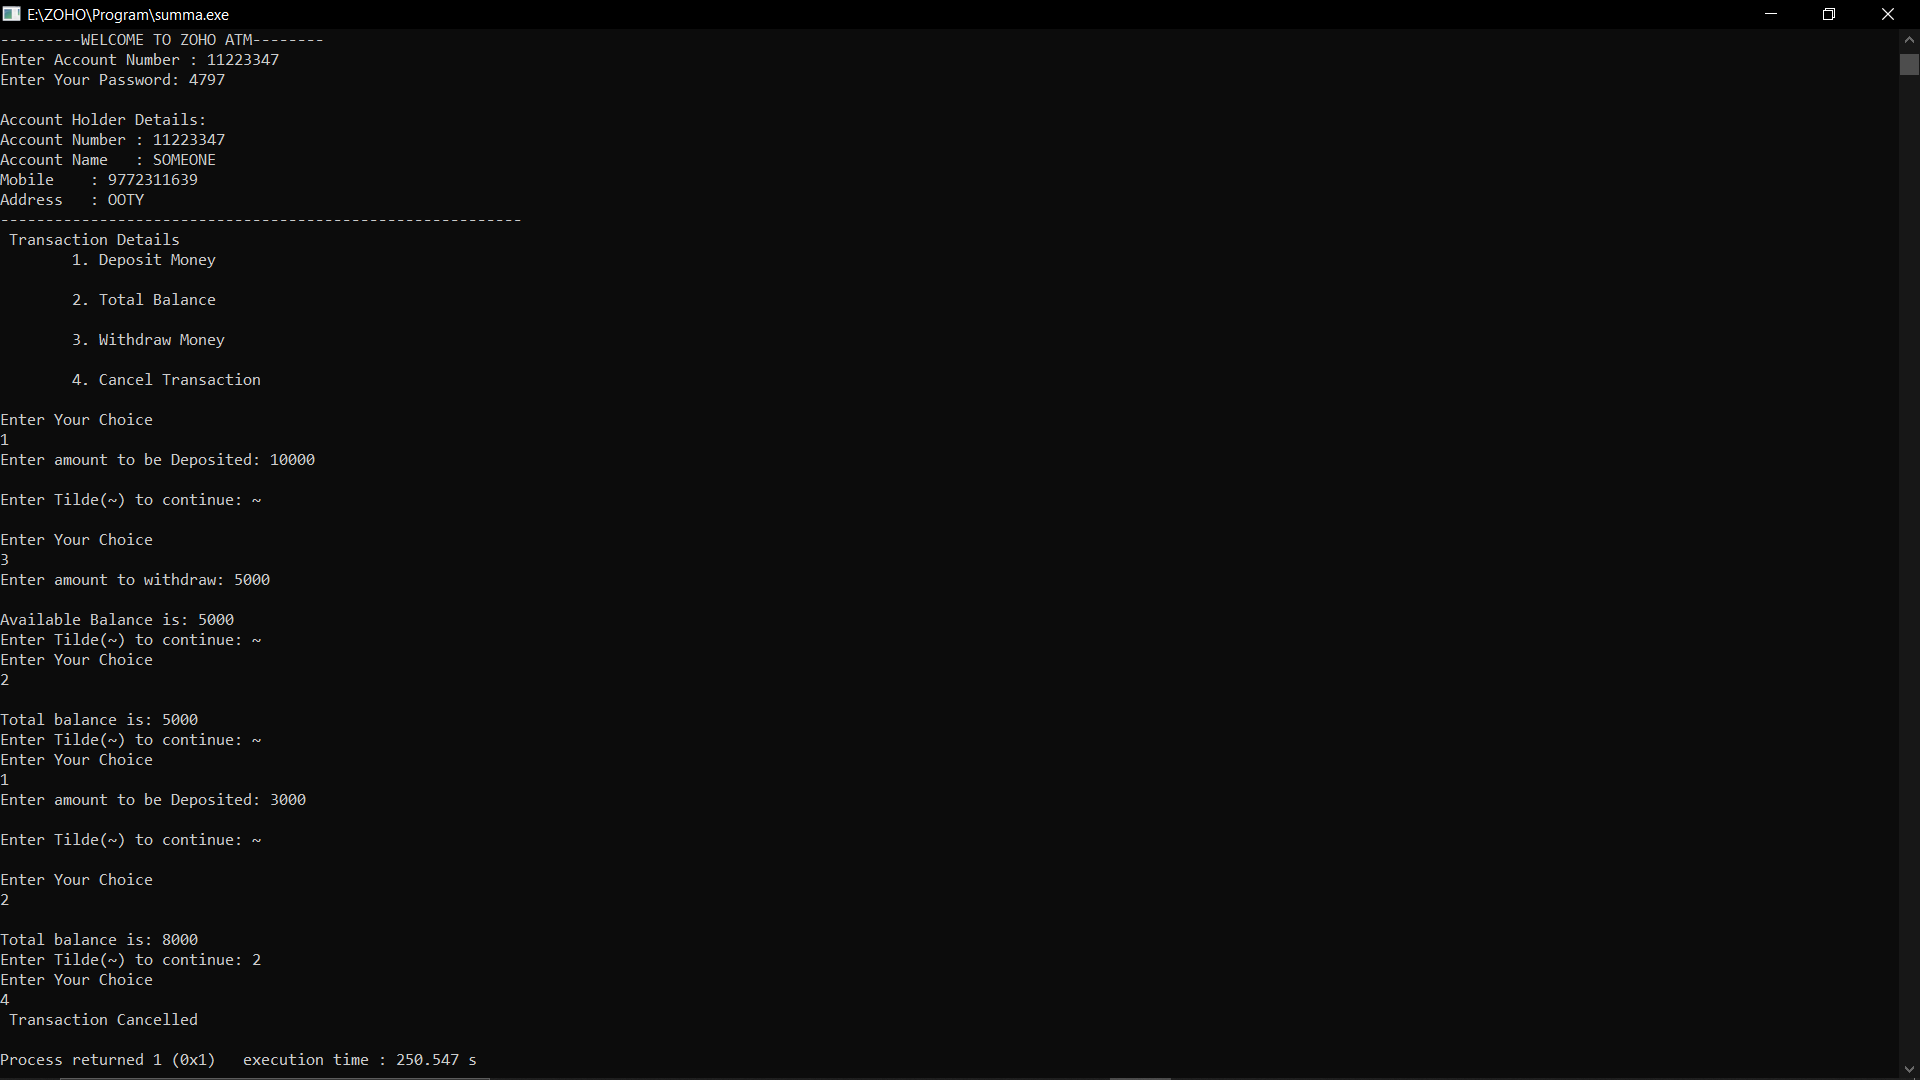 E:\ZOHO\Program\summa.exe
---------WELCOME TO ZOHO ATM--------
Enter Account Number : 11223347
Enter Your Password: 4797
Account Holder Details:
Account Number : 11223347
Account Name   : SOMEONE
Mobile    : 9772311639
Address   : OOTY
----------------------------------------------------------
 Transaction Details
        1. Deposit Money
        2. Total Balance
        3. Withdraw Money
        4. Cancel Transaction
Enter Your Choice
1
Enter amount to be Deposited: 10000
Enter Tilde(~) to continue: ~
Enter Your Choice
3
Enter amount to withdraw: 5000
Available Balance is: 5000
Enter Tilde(~) to continue: ~
Enter Your Choice
2
Total balance is: 5000
Enter Tilde(~) to continue: ~
Enter Your Choice
1
Enter amount to be Deposited: 3000
Enter Tilde(~) to continue: ~
Enter Your Choice
2
Total balance is: 8000
Enter Tilde(~) to continue: 2
Enter Your Choice
4
 Transaction Cancelled
Process returned 1 (0x1)   execution time : 250.547 s